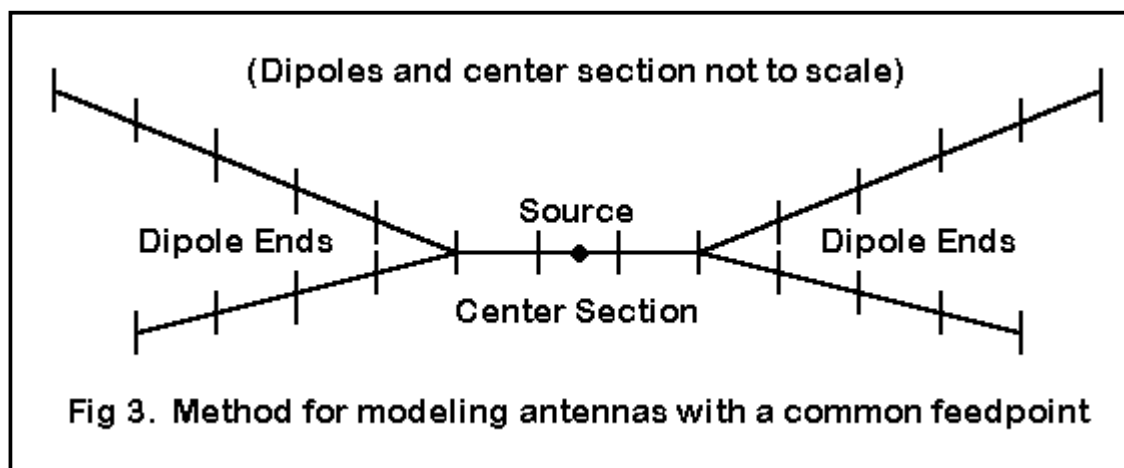 (Dipoles and center section not to scale)
Source
Dipole Ends
Dipole Ends
Center Section
Fig 3. Method for modeling antennas with a common feedpoint